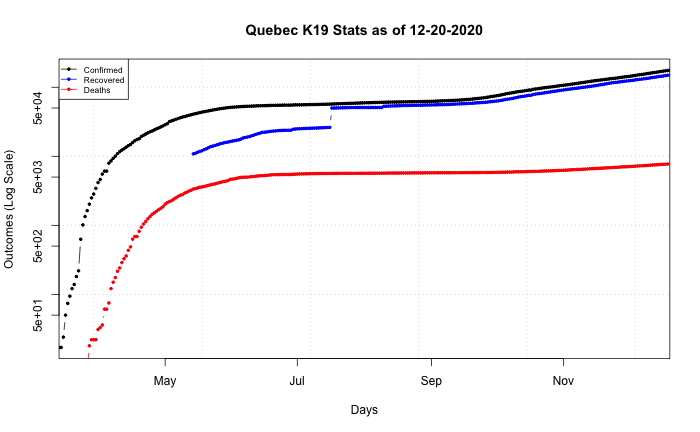 Quebec K19 Stats as of 12-20-2020
Confirmed
Recovered
Deaths
5e+04
5e+03
5e+02
5e+01
Outcomes (Log Scale)
May Jul Sep Nov
Days